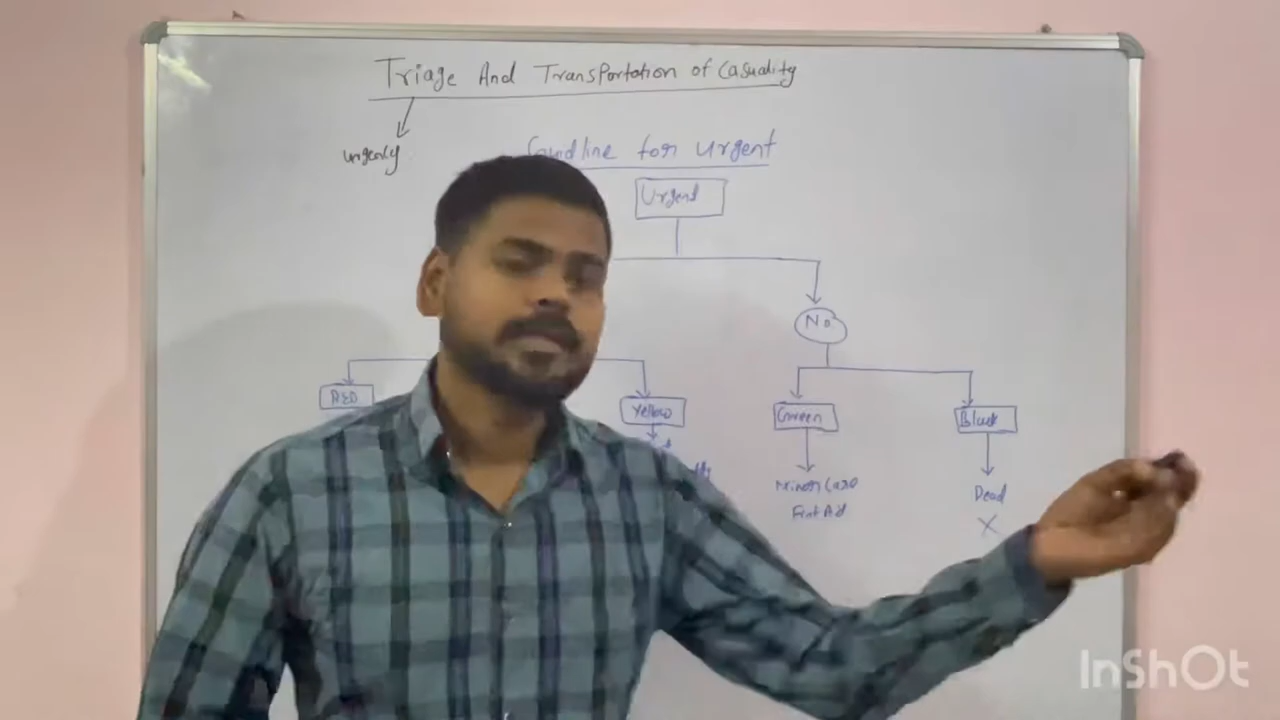 Triage And Transportation of Casuality
urgency
for Urgent
Urgent
No
RED
Yellow
Green
Black
Minor Case
First Aid
Dead
X
InShOt